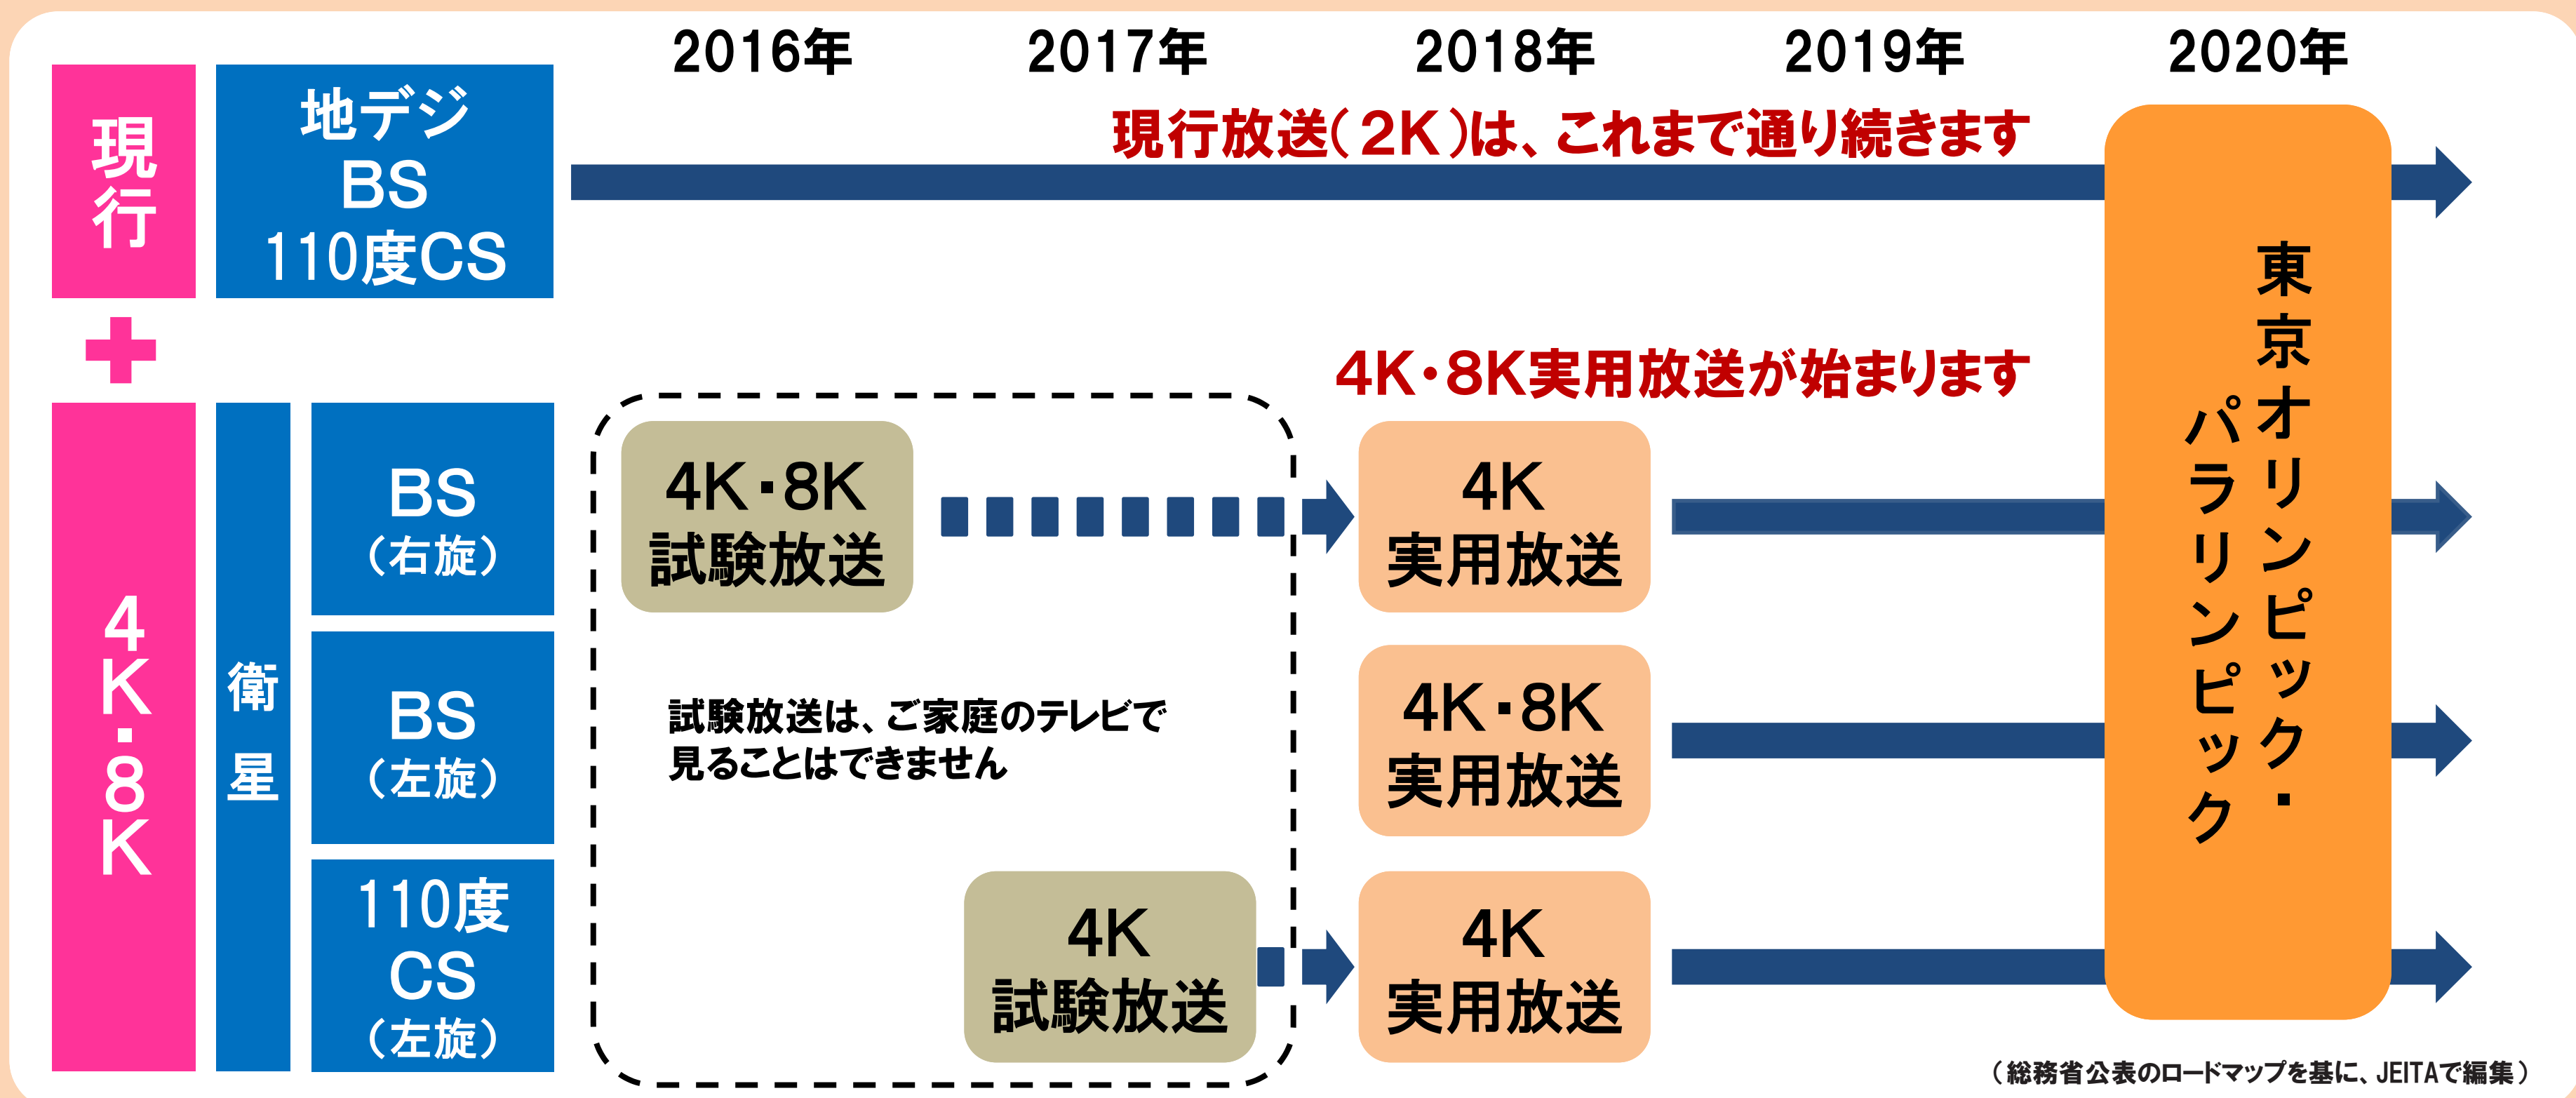 2016年
2017年
2018年
2019年
2020年
現行
地デジ
BS
110度CS
現行放送(2K)は、これまで通り続きます
4K・8K実用放送が始まります
4K・8K
衛星
BS
(右旋)
4K・8K
試験放送
4K
実用放送
BS
(左旋)
試験放送は、ご家庭のテレビで
見ることはできません
4K・8K
実用放送
110度
CS
(左旋)
4K
試験放送
4K
実用放送
東京オリンピック・
パラリンピック
(総務省公表のロードマップを基に、JEITAで編集)